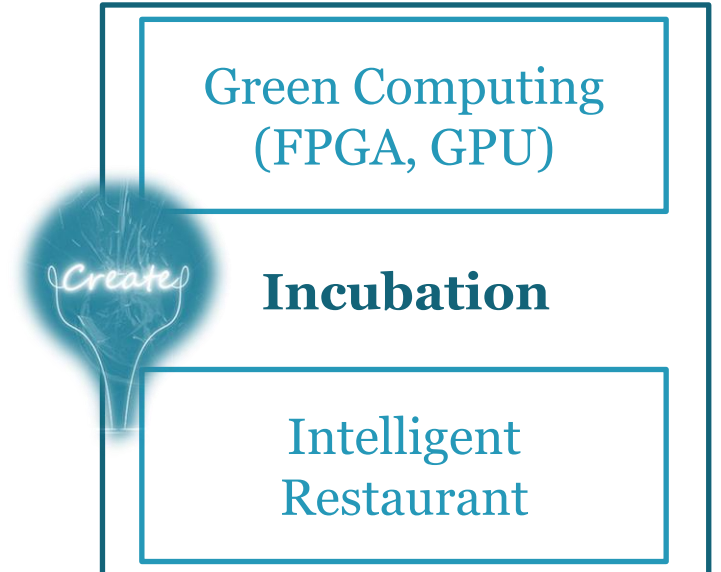 Green Computing
(FPGA, GPU)
Create
Incubation
Intelligent
Restaurant